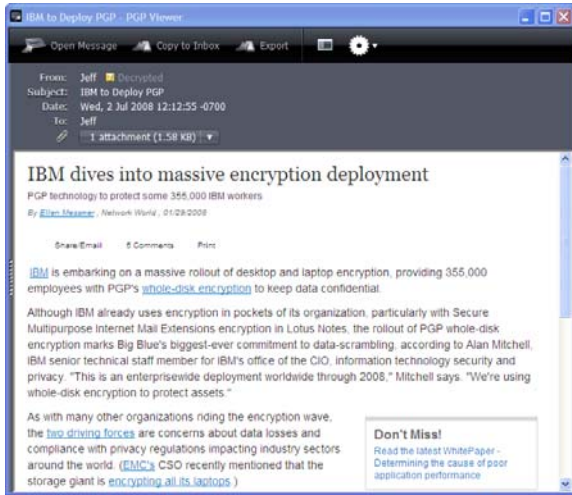 IBM to Deploy PGP - PGP Viewer
Open Message Copy to Inbox Export
From: Jeff Decrypted
Subject: IBM to Deploy PGP
Date: Wed, 2 Jul 2008 12:12:55 -0700
To: Jeff
1 attachment (1.58 KB)
IBM dives into massive encryption deployment
PGP technology to protect some 355,000 IBM workers
By Ellen Messmer , Network World , 01/29/2008
Share/Email 5 Comments Print
IBM is embarking on a massive rollout of desktop and laptop encryption, providing 355,000
employees with PGP's whole-disk encryption to keep data confidential.
Although IBM already uses encryption in pockets of its organization, particularly with Secure
Multipurpose Internet Mail Extensions encryption in Lotus Notes, the rollout of PGP whole-disk
encryption marks Big Blue's biggest-ever commitment to data-scrambling, according to Alan Mitchell,
IBM senior technical staff member for IBM's office of the CIO, information technology security and
privacy. "This is an enterprisewide deployment worldwide through 2008," Mitchell says. "We're using
whole-disk encryption to protect assets."
As with many other organizations riding the encryption wave,
the two driving forces are concerns about data losses and
compliance with privacy regulations impacting industry sectors
around the world. (EMC's CSO recently mentioned that the
storage giant is encrypting all its laptops.)
Don't Miss!
Read the latest WhitePaper -
Determining the cause of poor
application performance